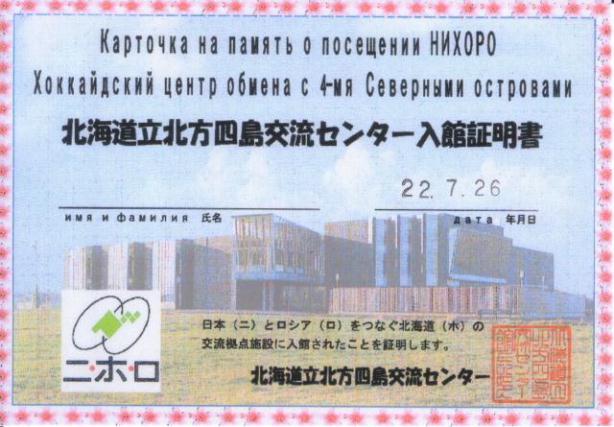 Карточка на память о посещении НИХОРО
Хоккайдский центр обмена с 4-мя Северными островами
北海道立北方四島交流センター入館証明書
22. 7. 26
имя и фамилия 氏名
дата 年月日
日本（ニ）とロシア（ロ）をつなぐ北海道（ホ）の
交流拠点施設に入館されたことを証明します。
ニ・ホ・ロ
北海道立北方四島交流センター